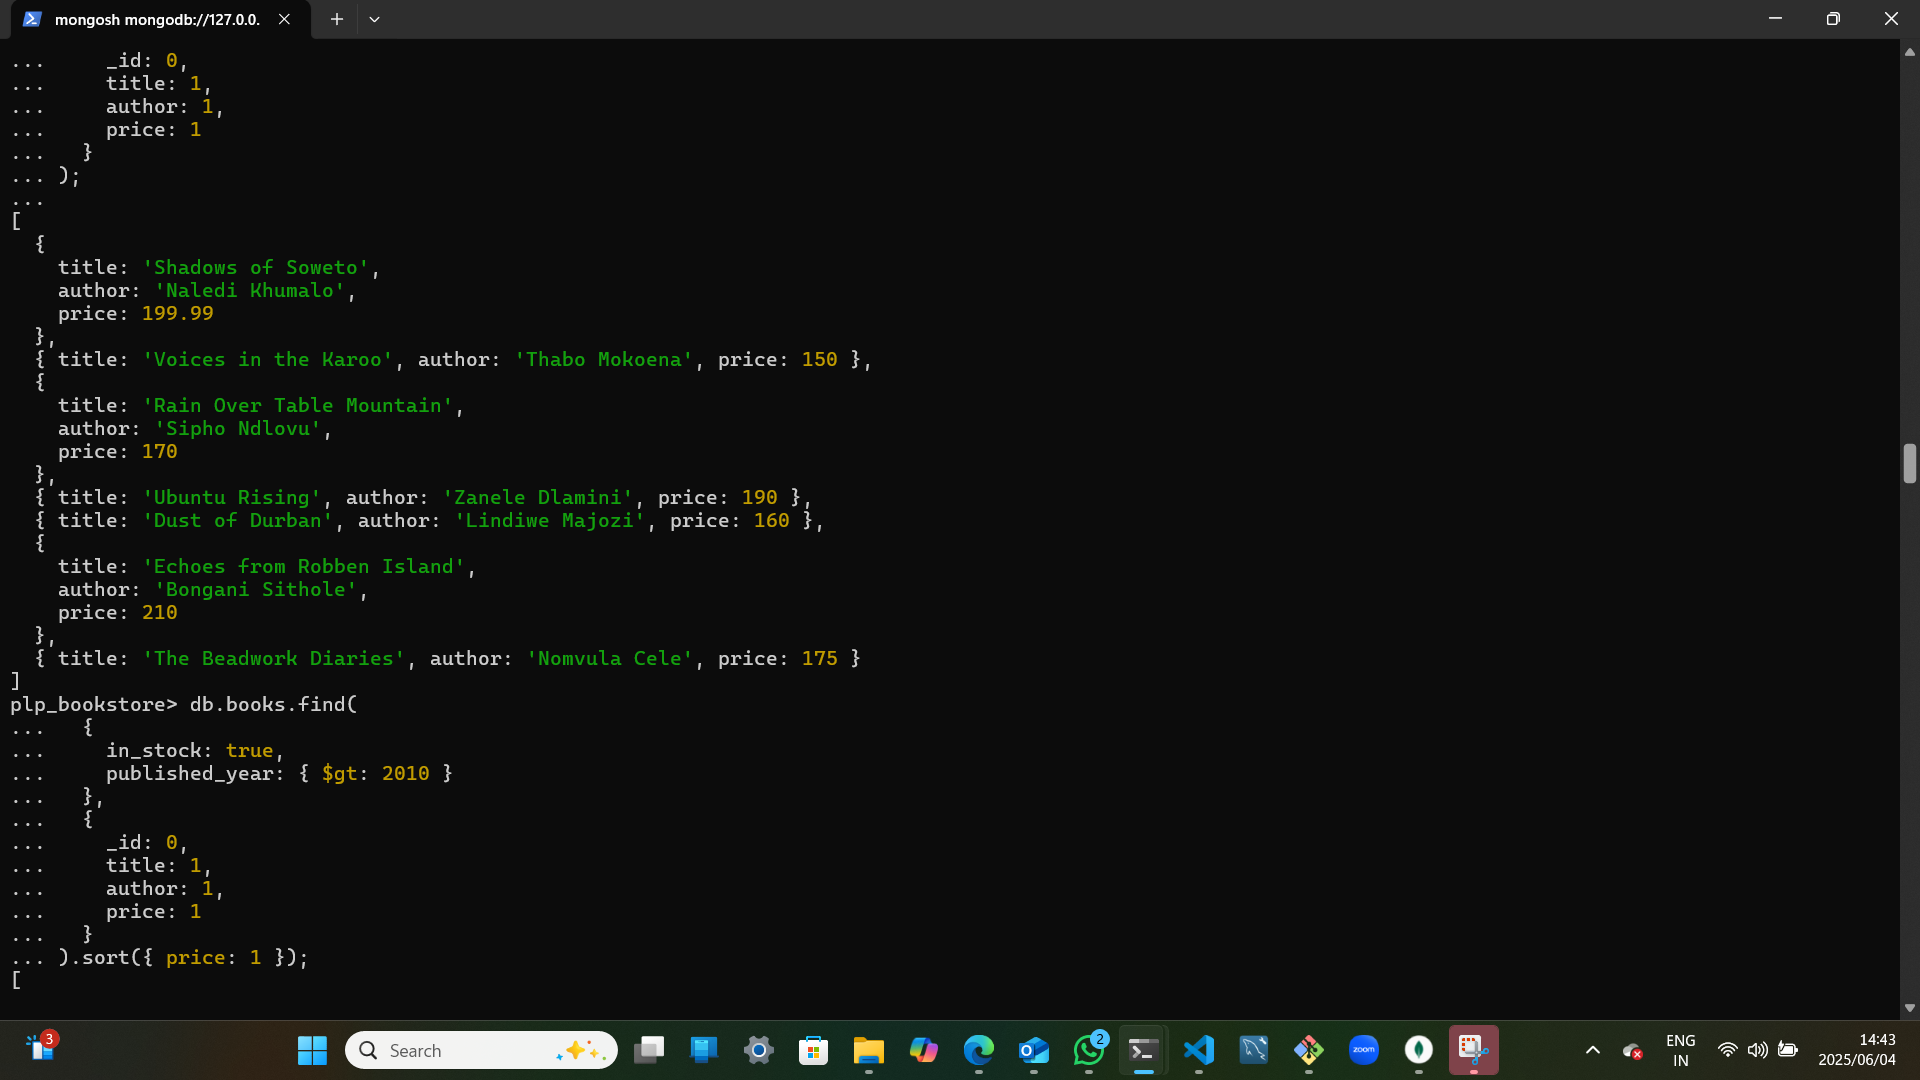 mongosh mongodb://127.0.0.
...     _id: 0,
...     title: 1,
...     author: 1,
...     price: 1
...   }
... );
...
[
  {
    title: 'Shadows of Soweto',
    author: 'Naledi Khumalo',
    price: 199.99
  },
  { title: 'Voices in the Karoo', author: 'Thabo Mokoena', price: 150 },
  {
    title: 'Rain Over Table Mountain',
    author: 'Sipho Ndlovu',
    price: 170
  },
  { title: 'Ubuntu Rising', author: 'Zanele Dlamini', price: 190 },
  { title: 'Dust of Durban', author: 'Lindiwe Majozi', price: 160 },
  {
    title: 'Echoes from Robben Island',
    author: 'Bongani Sithole',
    price: 210
  },
  { title: 'The Beadwork Diaries', author: 'Nomvula Cele', price: 175 }
]
plp_bookstore> db.books.find(
...   {
...     in_stock: true,
...     published_year: { $gt: 2010 }
...   },
...   {
...     _id: 0,
...     title: 1,
...     author: 1,
...     price: 1
...   }
... ).sort({ price: 1 });
[
3
Search
2
zoom
ENG
IN
14:43
2025/06/04